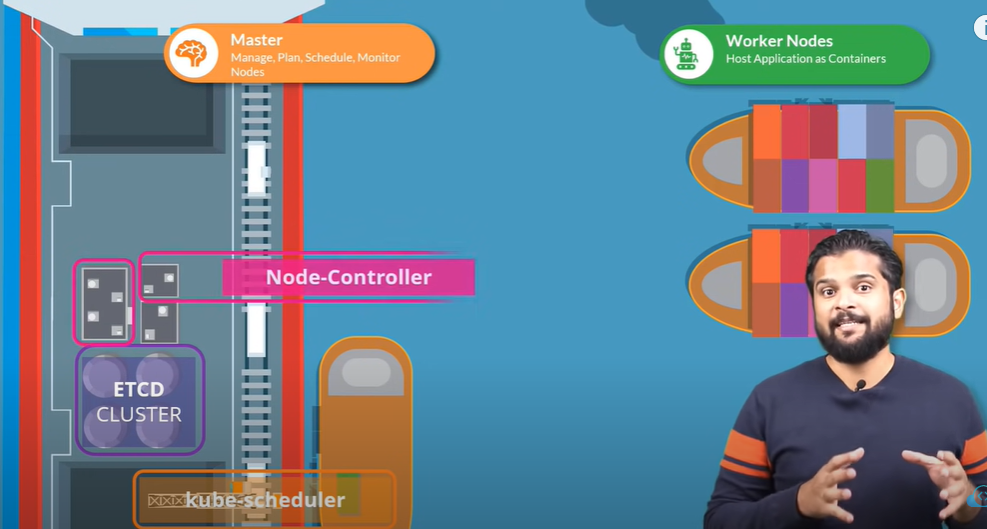 Master
Manage, Plan, Schedule, Monitor
Nodes
Worker Nodes
Host Application as Containers
Node-Controller
ETCD
CLUSTER
kube-scheduler